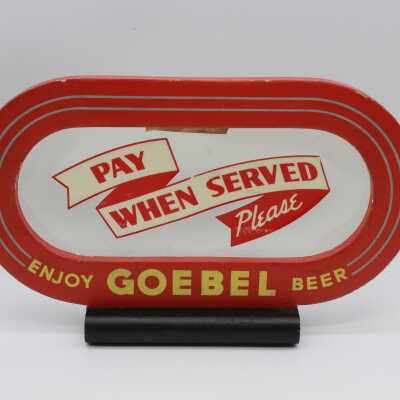 PAY
WHEN SERVED
Please
ENJOY GOEBEL BEER